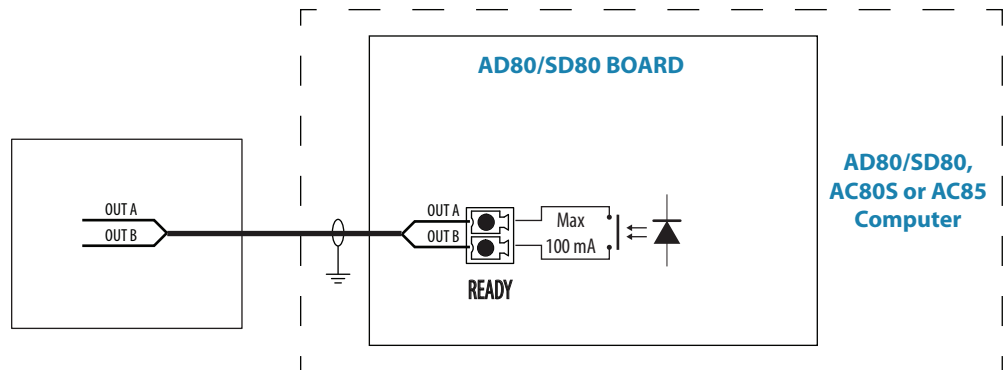 AD80/SD80 BOARD
AD80/SD80,
AC80S or AC85
Computer
OUT A
OUT B
OUT A
OUT B
Max
100 mA
READY